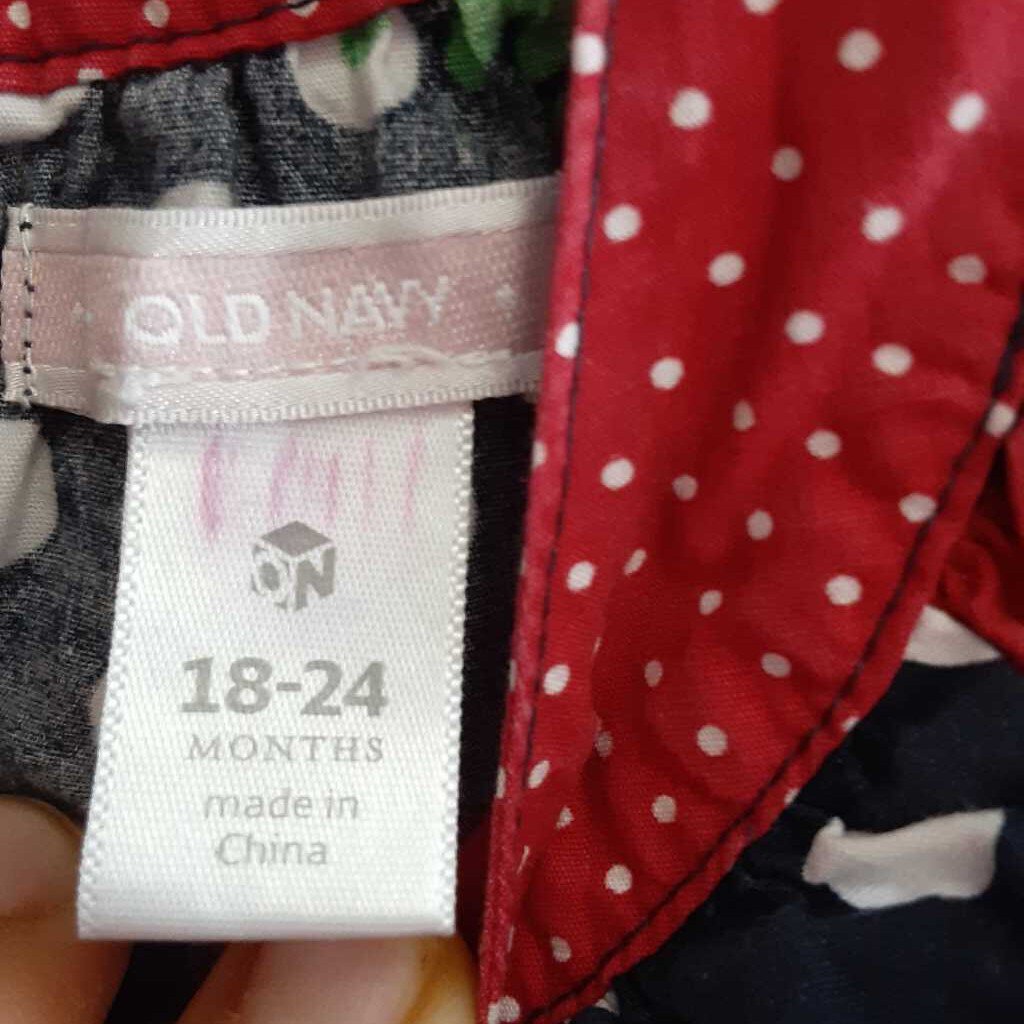 OLD NAVY
ON
18-24
MONTHS
made in
China